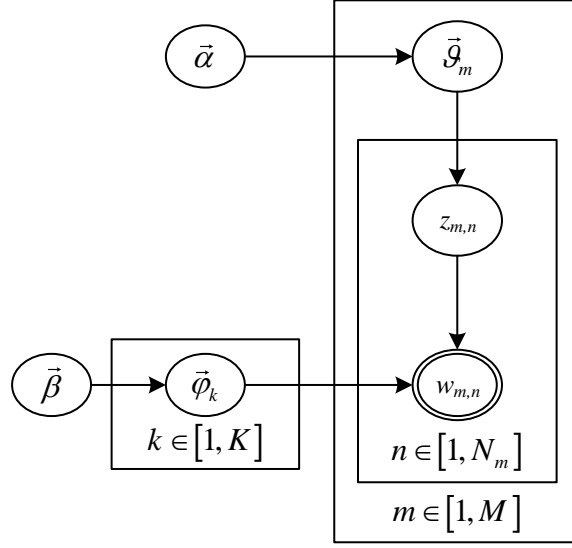 α⃗
ϑ⃗_m
z_{m,n}
β⃗
φ⃗_k
w_{m,n}
k ∈ [1, K]
n ∈ [1, N_m]
m ∈ [1, M]